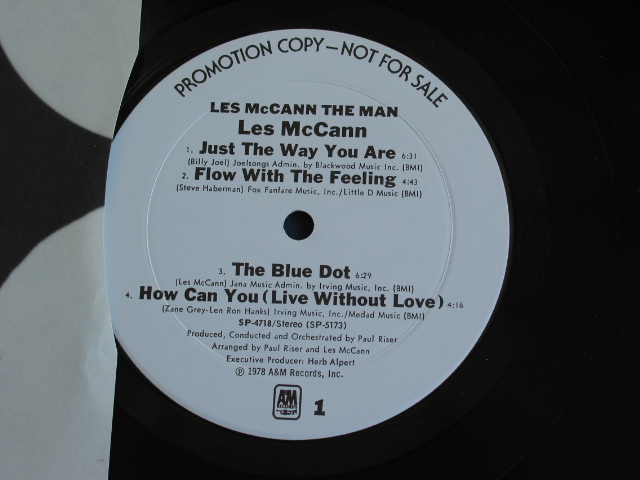 PROMOTION COPY—NOT FOR SALE
LES McCANN THE MAN
Les McCann
1. Just The Way You Are 6:31
(Billy Joel) Joelsongs Admin. by Blackwood Music Inc. (BMI)
2. Flow With The Feeling 4:43
(Steve Haberman) Fox Fanfare Music, Inc./Little D Music (BMI)
3. The Blue Dot 6:29
(Les McCann) Jana Music Admin. by Irving Music, Inc. (BMI)
4. How Can You (Live Without Love) 4:16
(Zane Grey-Len Ron Hanks) Irving Music, Inc./Medad Music (BMI)
SP-4718/Stereo (SP-5173)
Produced, Conducted and Orchestrated by Paul Riser
Arranged by Paul Riser and Les McCann
Executive Producer: Herb Alpert
℗ 1978 A&M Records, Inc.
A&M RECORDS 1